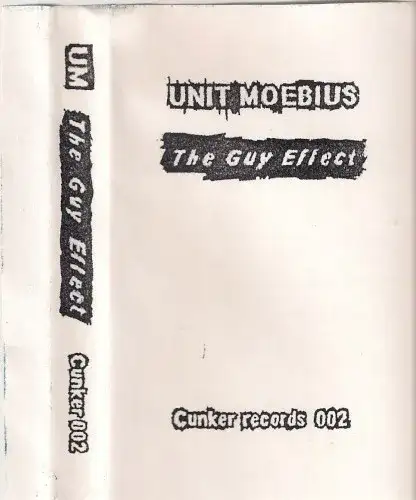 UM
The Guy Effect
Cunker 002
UNIT MOEBIUS
The Guy Effect
Cunker records 002